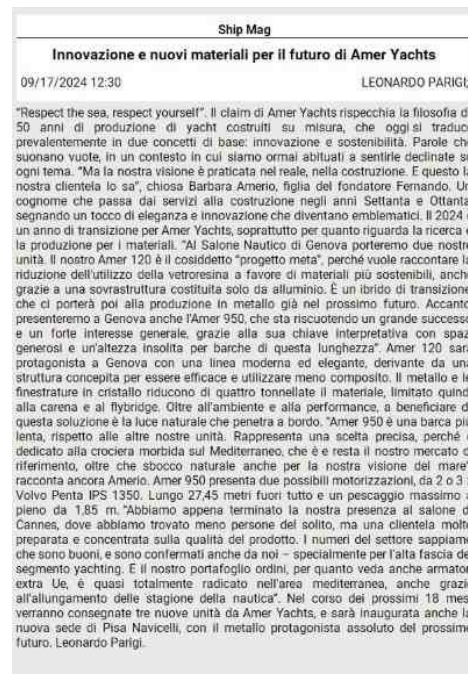 Ship Mag
Innovazione e nuovi materiali per il futuro di Amer Yachts
09/17/2024 12:30 LEONARDO PARIGI;
"Respect the sea, respect yourself". Il claim di Amer Yachts rispecchia la filosofia d
50 anni di produzione di yacht costruiti su misura, che oggi si traduc
prevalentemente in due concetti di base: innovazione e sostenibilità. Parole che
suonano vuote, in un contesto in cui siamo ormai abituati a sentirle declinate s
ogni tema. "Ma la nostra visione è praticata nel reale, nella costruzione. E questo l
nostra clientela lo sa", chiosa Barbara Amerio, figlia del fondatore Fernando. U
cognome che passa dai servizi alla costruzione negli anni Settanta e Ottanta
segnando un tocco di eleganza e innovazione che diventano emblematici. Il 2024
un anno di transizione per Amer Yachts, soprattutto per quanto riguarda la ricerca e
la produzione per i materiali. "Al Salone Nautico di Genova porteremo due nostre
unità. Il nostro Amer 120 è il cosiddetto "progetto meta", perché vuole raccontare la
riduzione dell'utilizzo della vetroresina a favore di materiali più sostenibili, anch
grazie a una sovrastruttura costituita solo da alluminio. È un ibrido di transizione
che ci porterà poi alla produzione in metallo già nel prossimo futuro. Accanto
presenteremo a Genova anche l'Amer 950, che sta riscuotendo un grande successo
e un forte interesse generale, grazie alla sua chiave interpretativa con spaz
generosi e un'altezza insolita per barche di questa lunghezza". Amer 120 sar
protagonista a Genova con una linea moderna ed elegante, derivante da una
struttura concepita per essere efficace e utilizzare meno composito. Il metallo e le
finestrature in cristallo riducono di quattro tonnellate il materiale, limitato quind
alla carena e al flybridge. Oltre all'ambiente e alla performance, a beneficiare d
questa soluzione è la luce naturale che penetra a bordo. "Amer 950 è una barca più
lenta, rispetto alle altre nostre unità. Rappresenta una scelta precisa, perché
dedicato alla crociera morbida sul Mediterraneo, che è e resta il nostro mercato d
riferimento, oltre che sbocco naturale anche per la nostra visione del mare"
racconta ancora Amerio. Amer 950 presenta due possibili motorizzazioni, da 2 o 3
Volvo Penta IPS 1350. Lungo 27,45 metri fuori tutto e un pescaggio massimo
pieno da 1,85 m. "Abbiamo appena terminato la nostra presenza al salone d
Cannes, dove abbiamo trovato meno persone del solito, ma una clientela molto
preparata e concentrata sulla qualità del prodotto. I numeri del settore sappiamo
che sono buoni, e sono confermati anche da noi – specialmente per l'alta fascia de
segmento yachting. E il nostro portafoglio ordini, per quanto veda anche armator
extra Ue, è quasi totalmente radicato nell'area mediterranea, anche grazi
all'allungamento delle stagione della nautica". Nel corso dei prossimi 18 mes
verranno consegnate tre nuove unità da Amer Yachts, e sarà inaugurata anche la
nuova sede di Pisa Navicelli, con il metallo protagonista assoluto del prossimo
futuro. Leonardo Parigi.